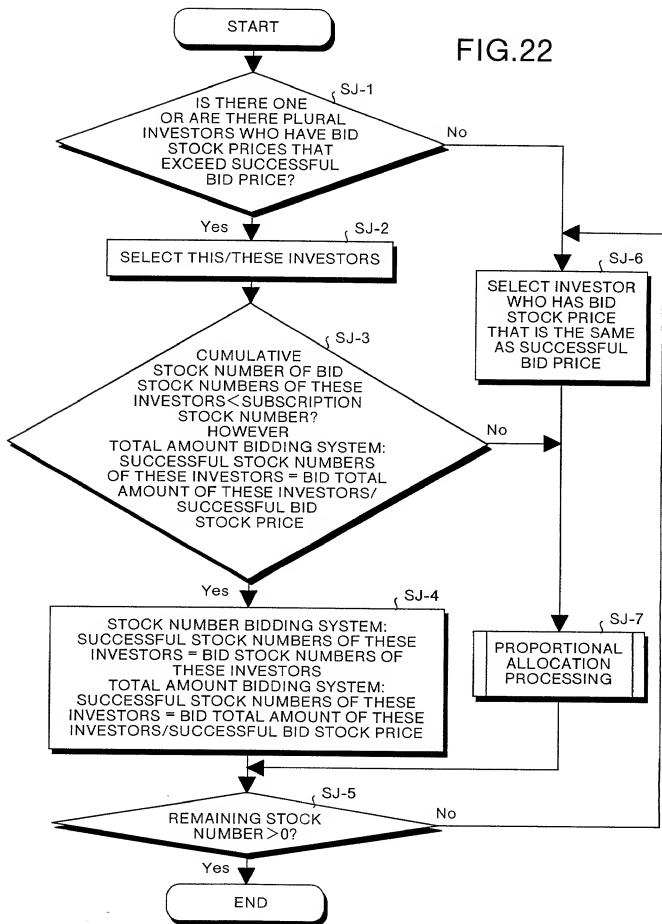 START
FIG.22
SJ-1
IS THERE ONE
OR ARE THERE PLURAL
INVESTORS WHO HAVE BID
STOCK PRICES THAT
EXCEED SUCCESSFUL
BID PRICE?
No
Yes
SJ-2
SELECT THIS/THESE INVESTORS
SJ-6
SELECT INVESTOR
WHO HAS BID
STOCK PRICE
THAT IS THE SAME
AS SUCCESSFUL
BID PRICE
SJ-3
CUMULATIVE
STOCK NUMBER OF BID
STOCK NUMBERS OF THESE
INVESTORS<SUBSCRIPTION
STOCK NUMBER?
HOWEVER
TOTAL AMOUNT BIDDING SYSTEM:
SUCCESSFUL STOCK NUMBERS
OF THESE INVESTORS = BID TOTAL
AMOUNT OF THESE INVESTORS/
SUCCESSFUL BID
STOCK PRICE
No
Yes
SJ-4
STOCK NUMBER BIDDING SYSTEM:
SUCCESSFUL STOCK NUMBERS OF THESE
INVESTORS = BID STOCK NUMBERS OF
THESE INVESTORS
TOTAL AMOUNT BIDDING SYSTEM:
SUCCESSFUL STOCK NUMBERS OF THESE
INVESTORS = BID TOTAL AMOUNT OF THESE
INVESTORS/SUCCESSFUL BID STOCK PRICE
SJ-7
PROPORTIONAL
ALLOCATION
PROCESSING
SJ-5
REMAINING STOCK
NUMBER>0?
No
Yes
END